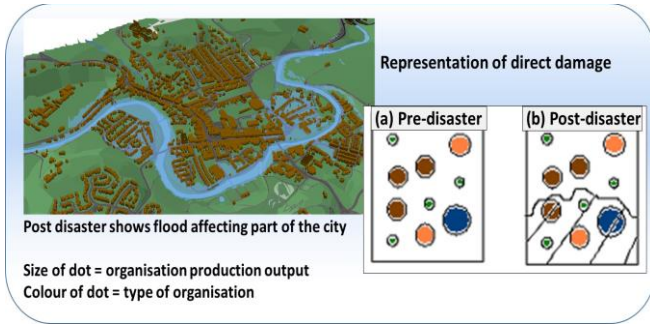 Representation of direct damage
(a) Pre-disaster
(b) Post-disaster
Post disaster shows flood affecting part of the city
Size of dot = organisation production output
Colour of dot = type of organisation